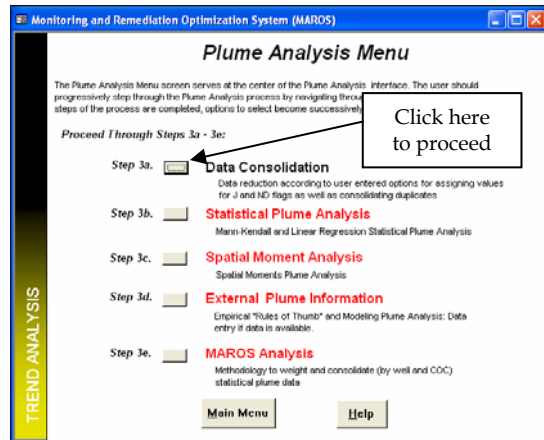 Monitoring and Remediation Optimization System (MAROS)
Plume Analysis Menu
The Plume Analysis Menu screen serves at the center of the Plume Analysis interface. The user should
progressively step through the Plume Analysis process by navigating throu
steps of the process are completed, options to select become successively
Click here
to proceed
Proceed Through Steps 3a - 3e:
Step 3a. Data Consolidation
Data reduction according to user entered options for assigning values
for J and ND flags as well as consolidating duplicates
Step 3b. Statistical Plume Analysis
Mann-Kendall and Linear Regression Statistical Plume Analysis
Step 3c. Spatial Moment Analysis
Spatial Moments Plume Analysis
Step 3d. External Plume Information
Empirical "Rules of Thumb" and Modeling Plume Analysis: Data
entry if data is available.
Step 3e. MAROS Analysis
Methodology to weight and consolidate (by well and COC)
statistical plume data
TREND ANALYSIS
Main Menu Help